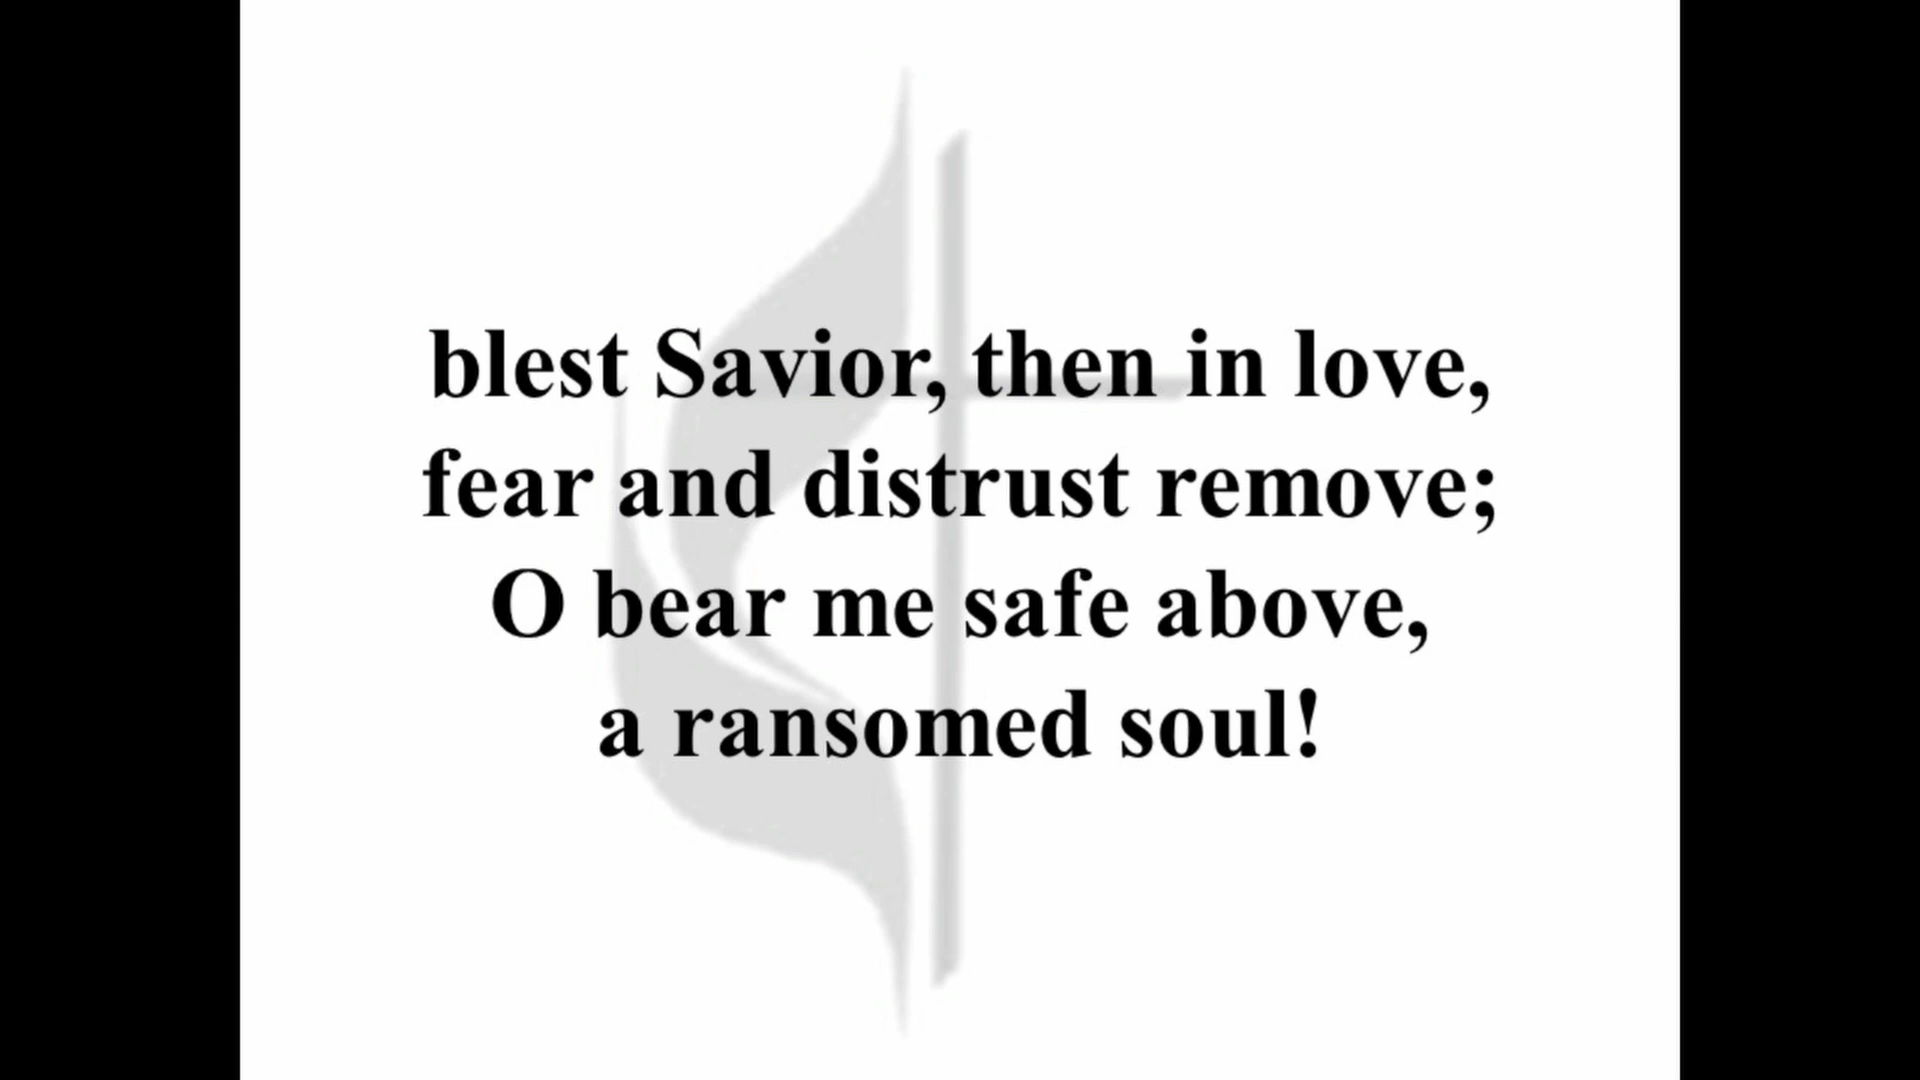 blest Savior, then in love,
fear and distrust remove;
O bear me safe above,
a ransomed soul!